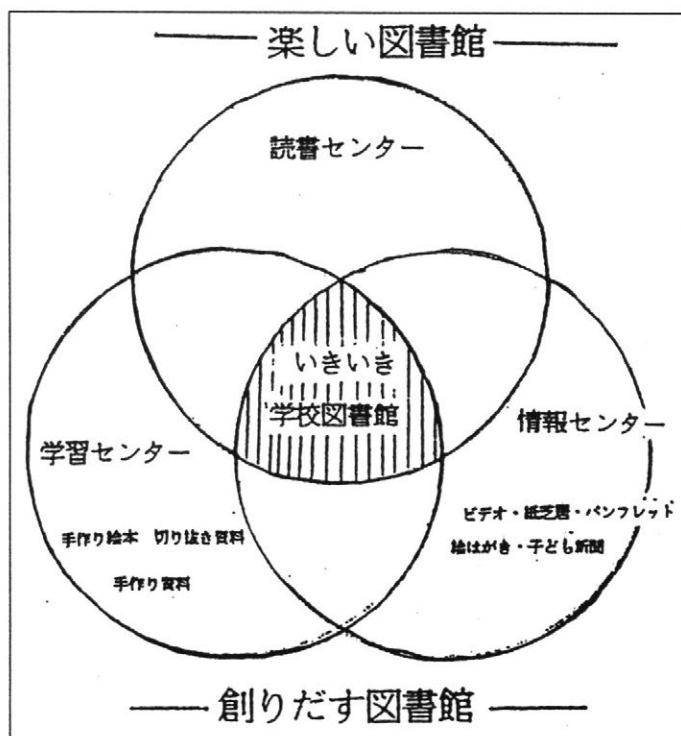 楽しい図書館
読書センター
いきいき
学校図書館
情報センター
学習センター
ビデオ・紙芝居・パンフレット
手作り絵本 切り抜き資料
絵はがき・子ども新聞
手作り資料
創りだす図書館